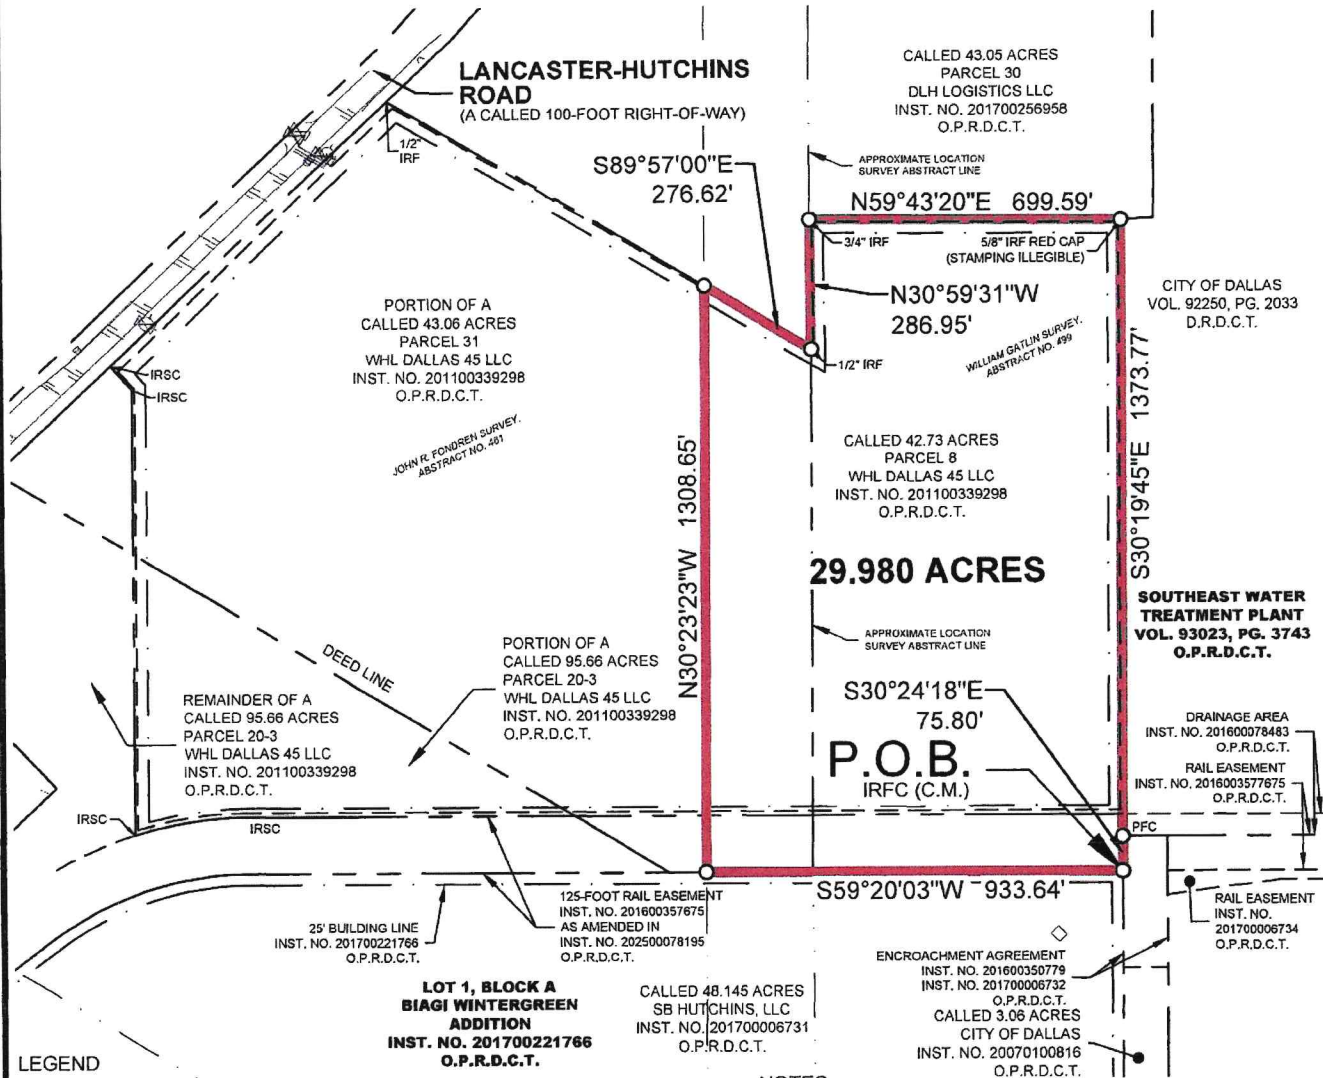 LANCASTER-HUTCHINS
ROAD
(A CALLED 100-FOOT RIGHT-OF-WAY)
1/2"
IRF
CALLED 43.05 ACRES
PARCEL 30
DLH LOGISTICS LLC
INST. NO. 201700256958
O.P.R.D.C.T.
APPROXIMATE LOCATION
SURVEY ABSTRACT LINE
S89°57'00"E
276.62'
N59°43'20"E 699.59'
3/4" IRF
5/8" IRF RED CAP
(STAMPING ILLEGIBLE)
N30°59'31"W
286.95'
1/2" IRF
WILLIAM GATLIN SURVEY,
ABSTRACT NO. 499
CITY OF DALLAS
VOL. 92250, PG. 2033
D.R.D.C.T.
PORTION OF A
CALLED 43.06 ACRES
PARCEL 31
WHL DALLAS 45 LLC
INST. NO. 201100339298
O.P.R.D.C.T.
IRSC
IRSC
JOHN R. FONDREN SURVEY,
ABSTRACT NO. 461
N30°23'23"W 1308.65'
CALLED 42.73 ACRES
PARCEL 8
WHL DALLAS 45 LLC
INST. NO. 201100339298
O.P.R.D.C.T.
S30°19'45"E 1373.77'
29.980 ACRES
SOUTHEAST WATER
TREATMENT PLANT
VOL. 93023, PG. 3743
O.P.R.D.C.T.
APPROXIMATE LOCATION
SURVEY ABSTRACT LINE
DEED LINE
PORTION OF A
CALLED 95.66 ACRES
PARCEL 20-3
WHL DALLAS 45 LLC
INST. NO. 201100339298
O.P.R.D.C.T.
REMAINDER OF A
CALLED 95.66 ACRES
PARCEL 20-3
WHL DALLAS 45 LLC
INST. NO. 201100339298
O.P.R.D.C.T.
S30°24'18"E
75.80'
P.O.B.
IRFC (C.M.)
DRAINAGE AREA
INST. NO. 201600078483
O.P.R.D.C.T.
RAIL EASEMENT
INST. NO. 2016003577675
O.P.R.D.C.T.
IRSC
IRSC
PFC
S59°20'03"W 933.64'
25' BUILDING LINE
INST. NO. 201700221766
O.P.R.D.C.T.
125-FOOT RAIL EASEMENT
INST. NO. 201600357675
AS AMENDED IN
INST. NO. 202500078195
O.P.R.D.C.T.
RAIL EASEMENT
INST. NO.
201700006734
O.P.R.D.C.T.
ENCROACHMENT AGREEMENT
INST. NO. 201600350779
INST. NO. 201700006732
O.P.R.D.C.T.
LOT 1, BLOCK A
BIAGI WINTERGREEN
ADDITION
INST. NO. 201700221766
O.P.R.D.C.T.
CALLED 48.145 ACRES
SB HUTCHINS, LLC
INST. NO. 201700006731
O.P.R.D.C.T.
CALLED 3.06 ACRES
CITY OF DALLAS
INST. NO. 20070100816
O.P.R.D.C.T.
LEGEND
NOTES